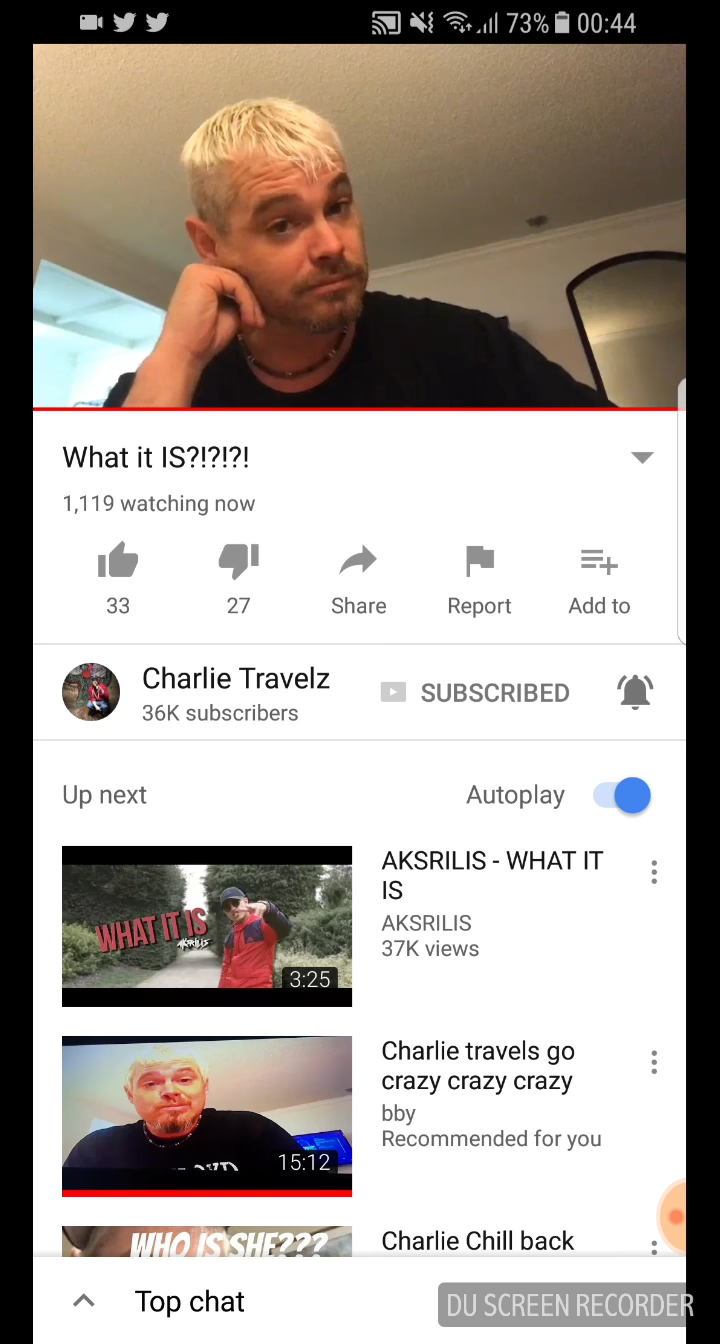 73% 00:44
What it IS?!?!?!
1,119 watching now
33 27 Share Report Add to
Charlie Travelz
36K subscribers
SUBSCRIBED
Up next
Autoplay
WHAT IT IS
AKSRILIS
3:25
AKSRILIS - WHAT IT
IS
AKSRILIS
37K views
15:12
Charlie travels go
crazy crazy crazy
bby
Recommended for you
WHO IS SHE???
Charlie Chill back
Top chat
DU SCREEN RECORDER